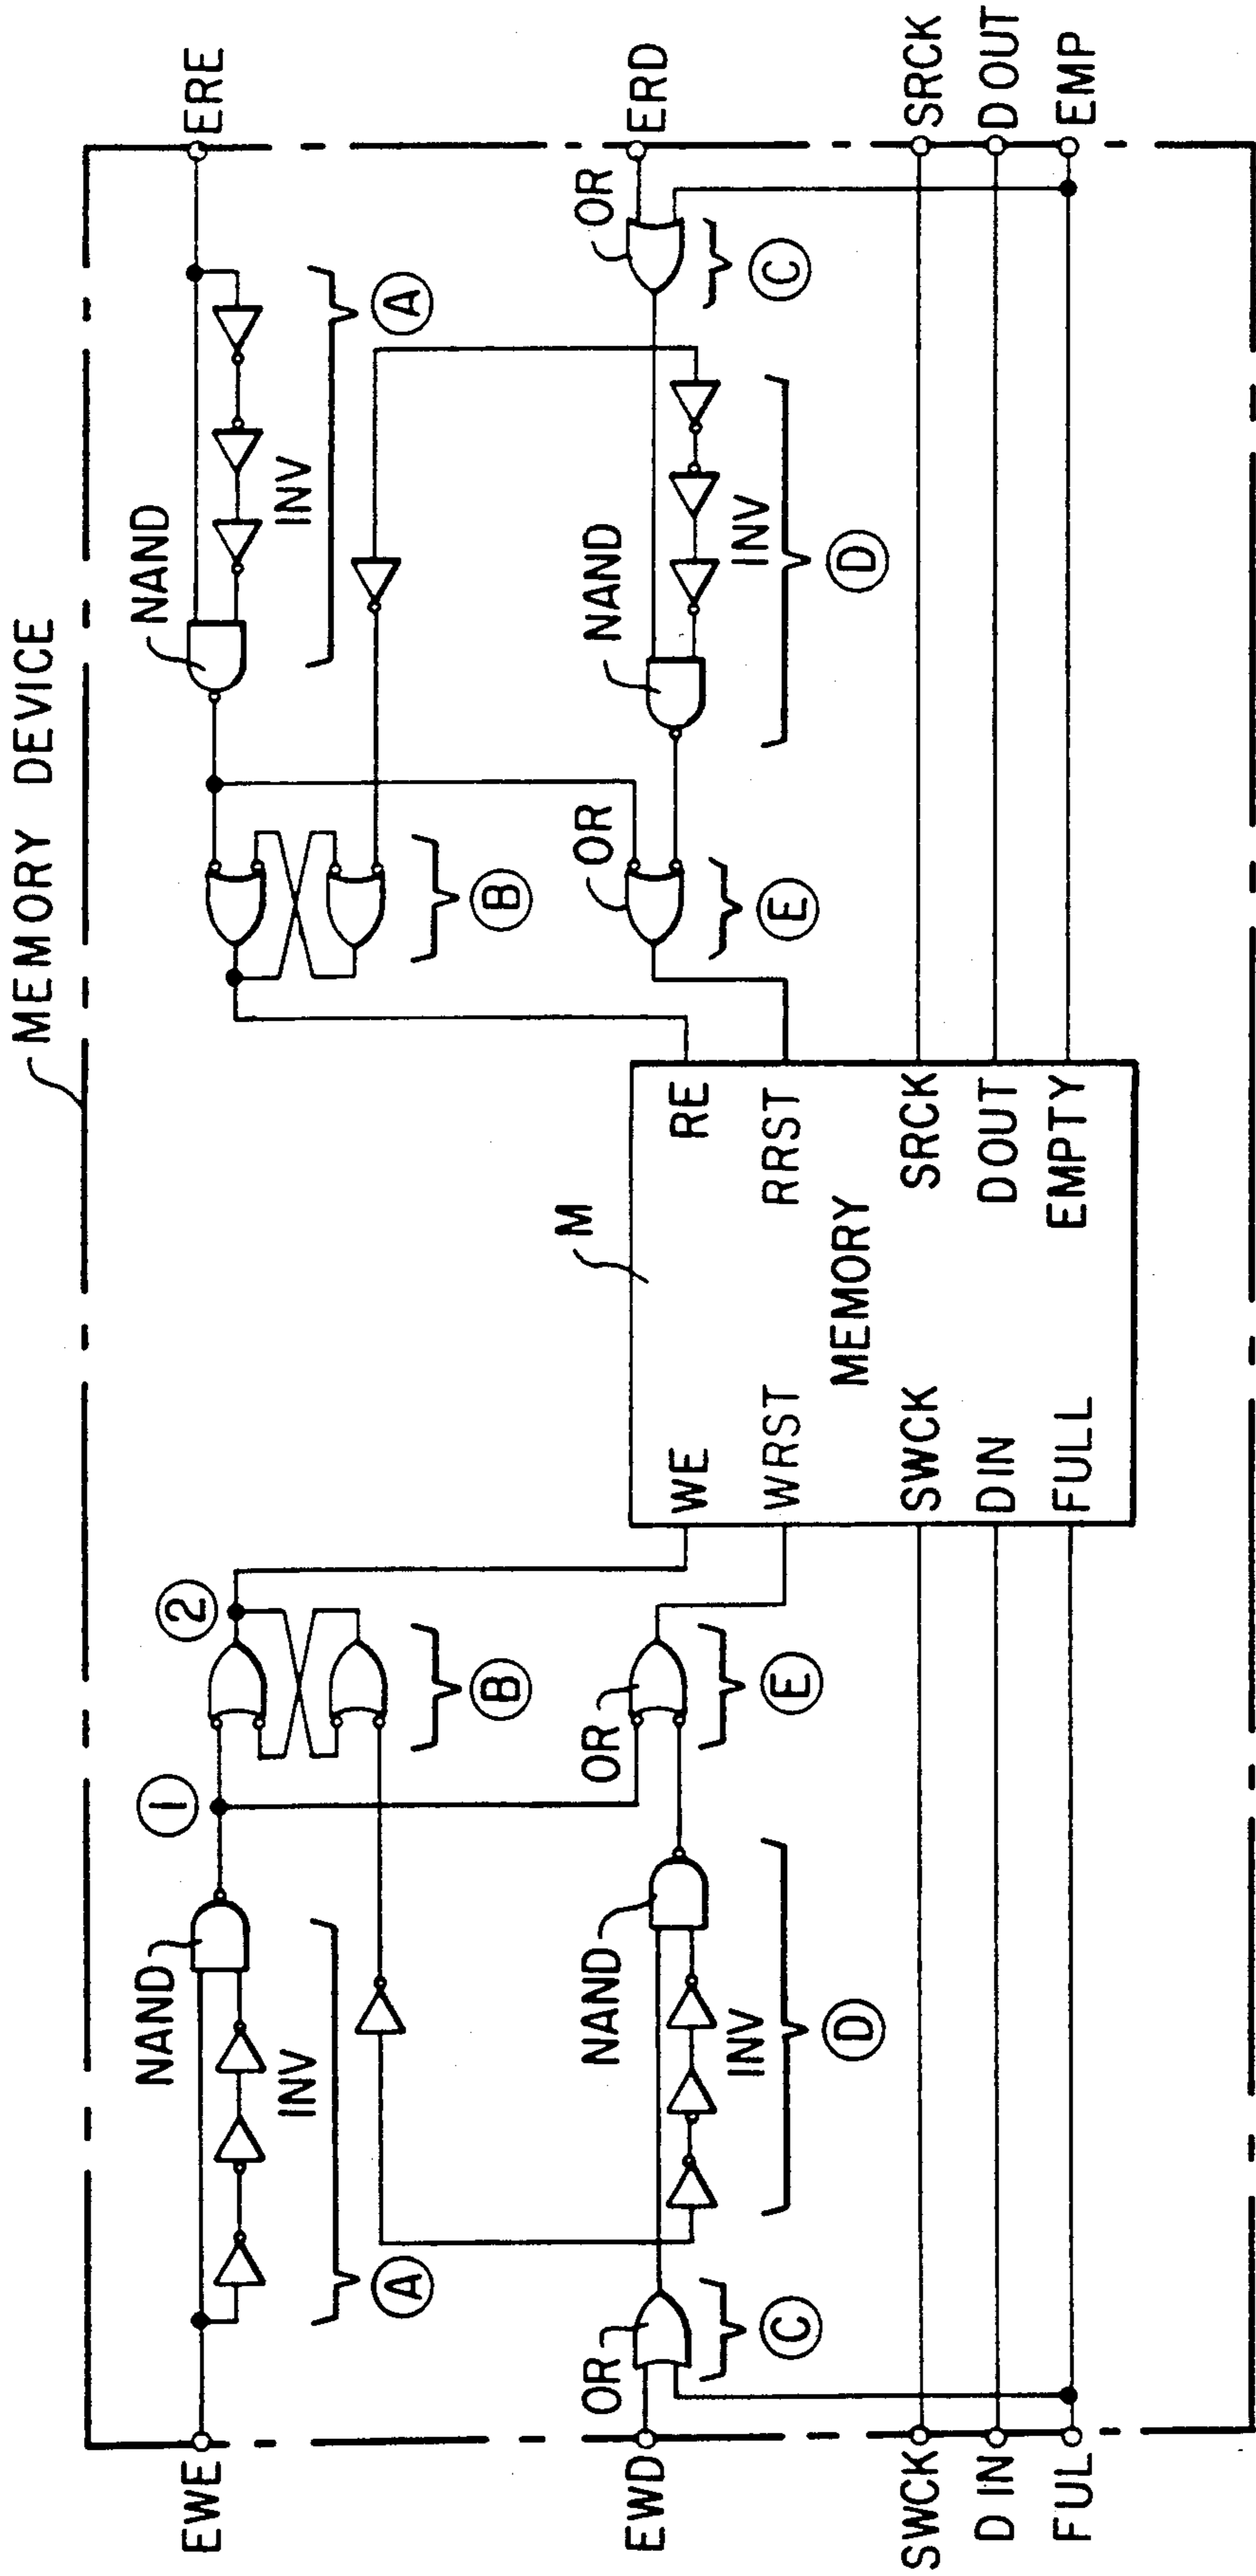 MEMORY DEVICE
EWE
NAND
INV
A
1
2
B
EWD
OR
C
NAND
INV
D
OR
E
SWCK
D IN
FUL
M
MEMORY
WE
WRST
SWCK
DIN
FULL
RE
RRST
SRCK
DOUT
EMPTY
B
NAND
INV
A
ERE
OR
E
NAND
INV
D
OR
C
ERD
SRCK
DOUT
EMP